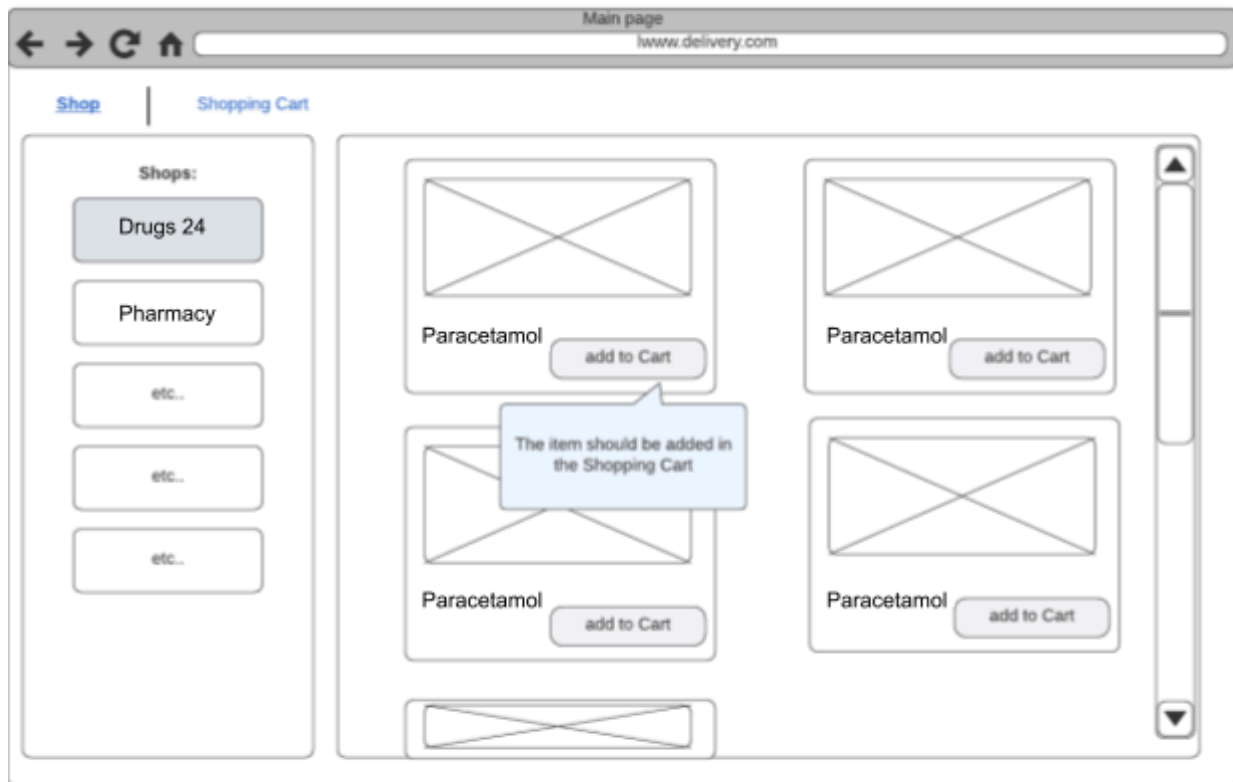 Main page
lwww.delivery.com
Shop
Shopping Cart
Shops:
Drugs 24
Pharmacy
etc..
etc..
etc..
Paracetamol
add to Cart
Paracetamol
add to Cart
The item should be added in
the Shopping Cart
Paracetamol
add to Cart
Paracetamol
add to Cart